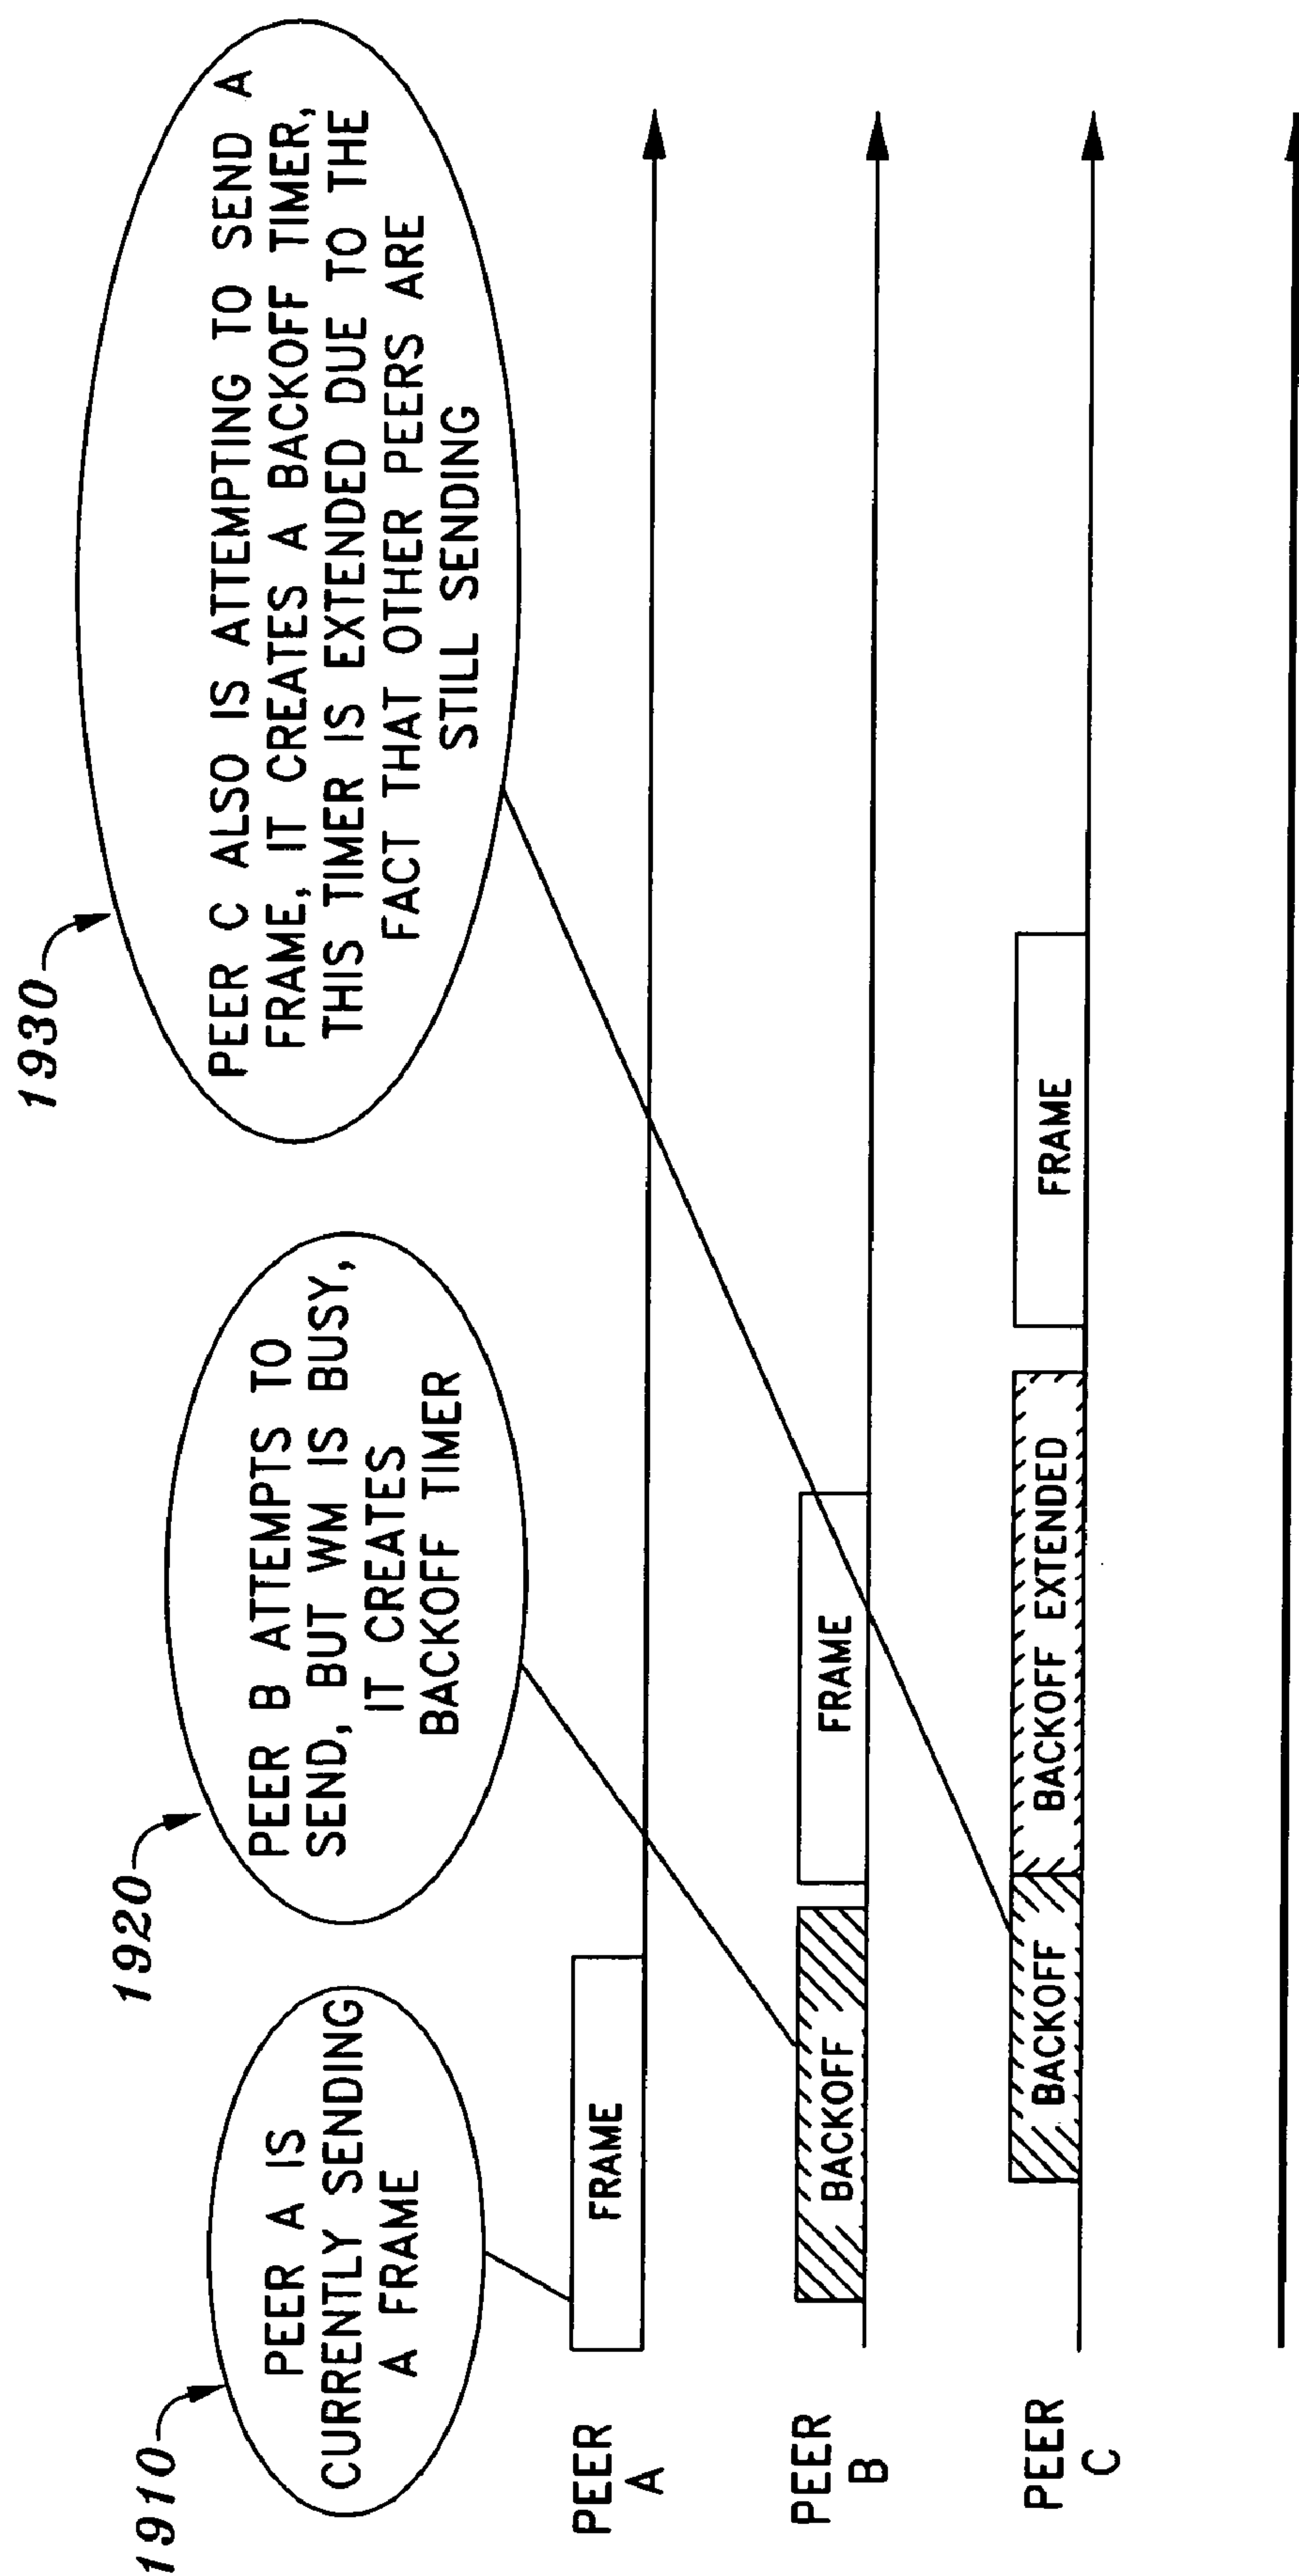 1910
PEER A IS
CURRENTLY SENDING
A FRAME
1920
PEER B ATTEMPTS TO
SEND, BUT WM IS BUSY,
IT CREATES
BACKOFF TIMER
1930
PEER C ALSO IS ATTEMPTING TO SEND A
FRAME, IT CREATES A BACKOFF TIMER,
THIS TIMER IS EXTENDED DUE TO THE
FACT THAT OTHER PEERS ARE
STILL SENDING
PEER
A
FRAME
PEER
B
BACKOFF
FRAME
PEER
C
BACKOFF
BACKOFF EXTENDED
FRAME